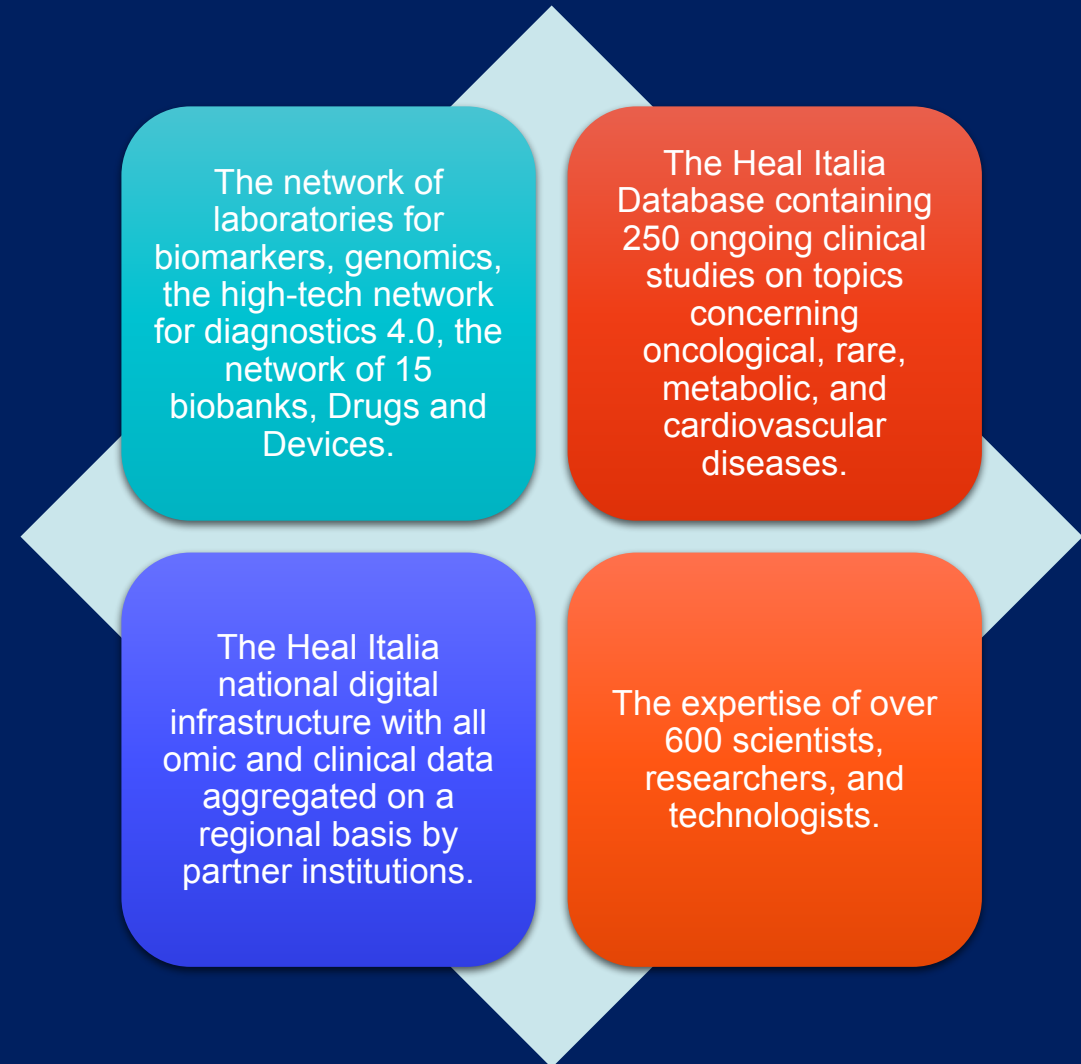 The network of
laboratories for
biomarkers, genomics,
the high-tech network
for diagnostics 4.0, the
network of 15
biobanks, Drugs and
Devices.
The Heal Italia
Database containing
250 ongoing clinical
studies on topics
concerning
oncological, rare,
metabolic, and
cardiovascular
diseases.
The Heal Italia
national digital
infrastructure with all
omic and clinical data
aggregated on a
regional basis by
partner institutions.
The expertise of over
600 scientists,
researchers, and
technologists.